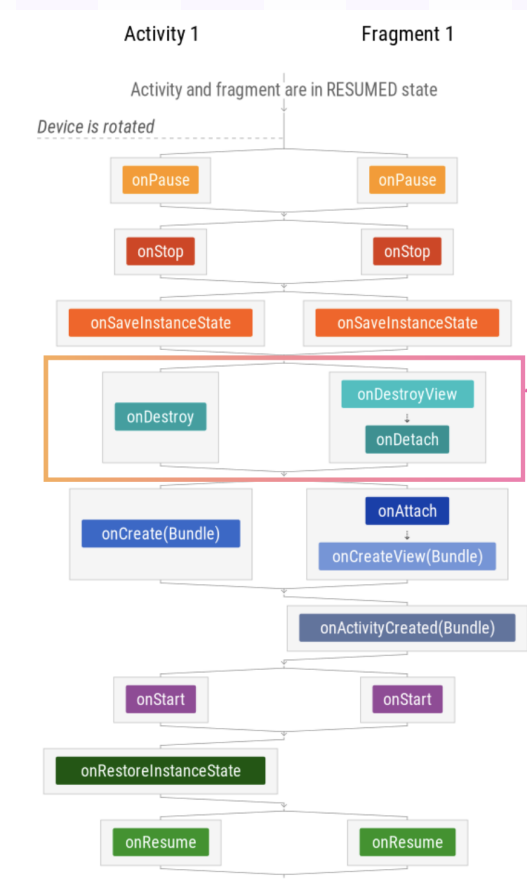 Activity 1
Fragment 1
Activity and fragment are in RESUMED state
Device is rotated
onPause
onPause
onStop
onStop
onSaveInstanceState
onSaveInstanceState
onDestroy
onDestroyView
onDetach
onCreate(Bundle)
onAttach
onCreateView(Bundle)
onActivityCreated(Bundle)
onStart
onStart
onRestoreInstanceState
onResume
onResume